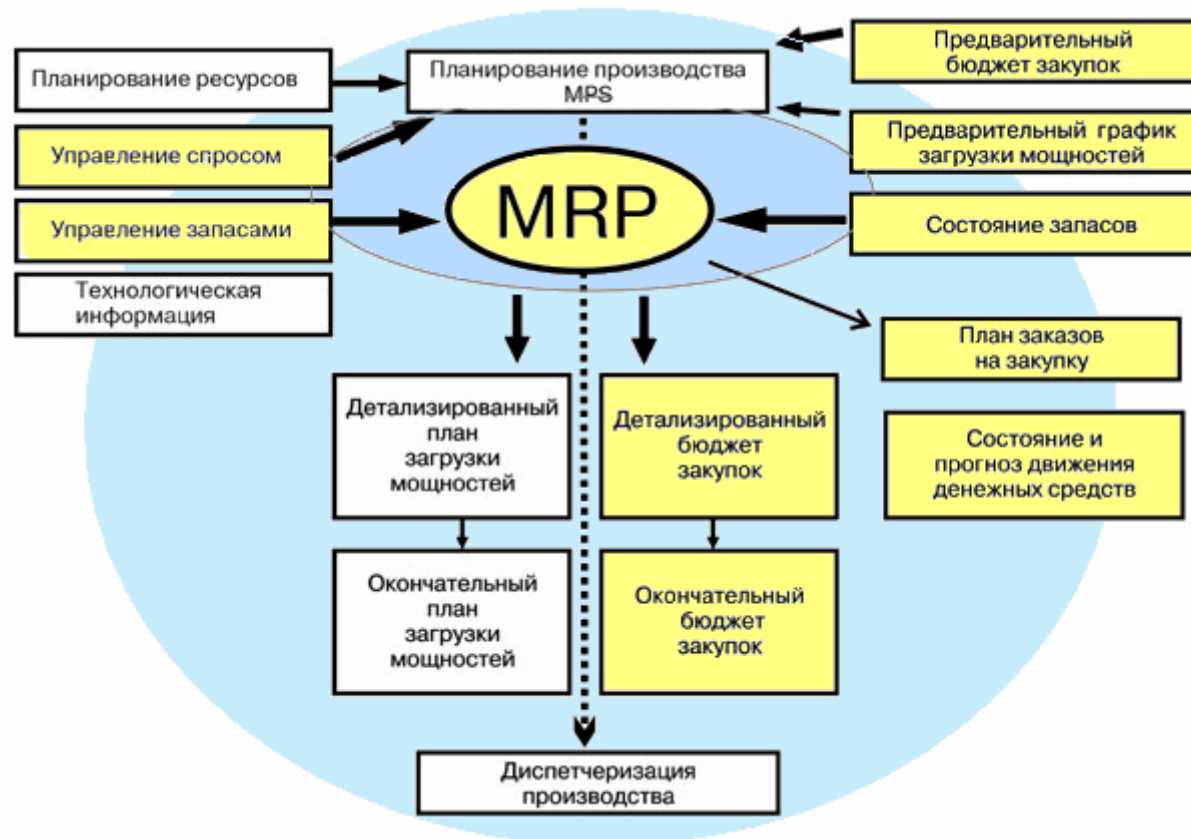 Предварительный
бюджет закупок
Планирование ресурсов
Планирование производства
MPS
Управление спросом
Предварительный график
загрузки мощностей
MRP
Управление запасами
Состояние запасов
Технологическая
информация
План заказов
на закупку
Детализированный
план
загрузки
мощностей
Детализированный
бюджет
закупок
Состояние и
прогноз движения
денежных средств
Окончательный
план
загрузки
мощностей
Окончательный
бюджет
закупок
Диспетчеризация
производства